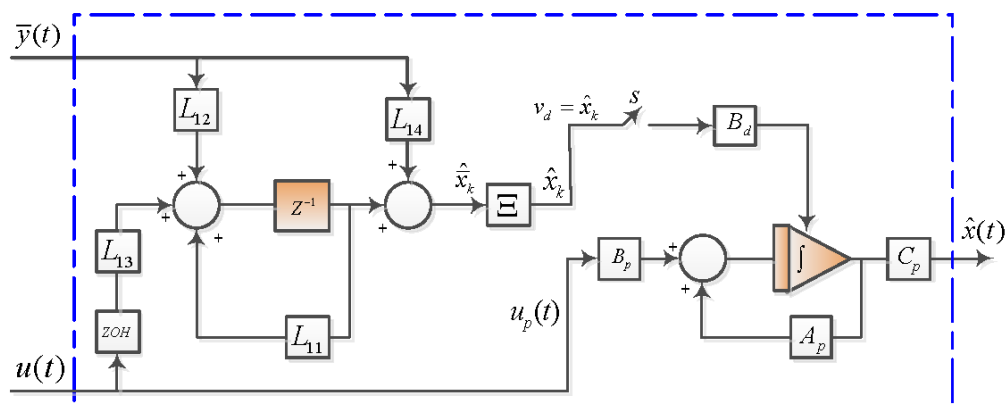 y̅(t)
L₁₂
L₁₄
v_d = x̂_k
S
B_d
x̂̅_k
x̂_k
Z⁻¹
Ξ
L₁₃
B_p
∫
C_p
x̂(t)
ZOH
L₁₁
u_p(t)
A_p
u(t)
+
+
+
+
+
+
+